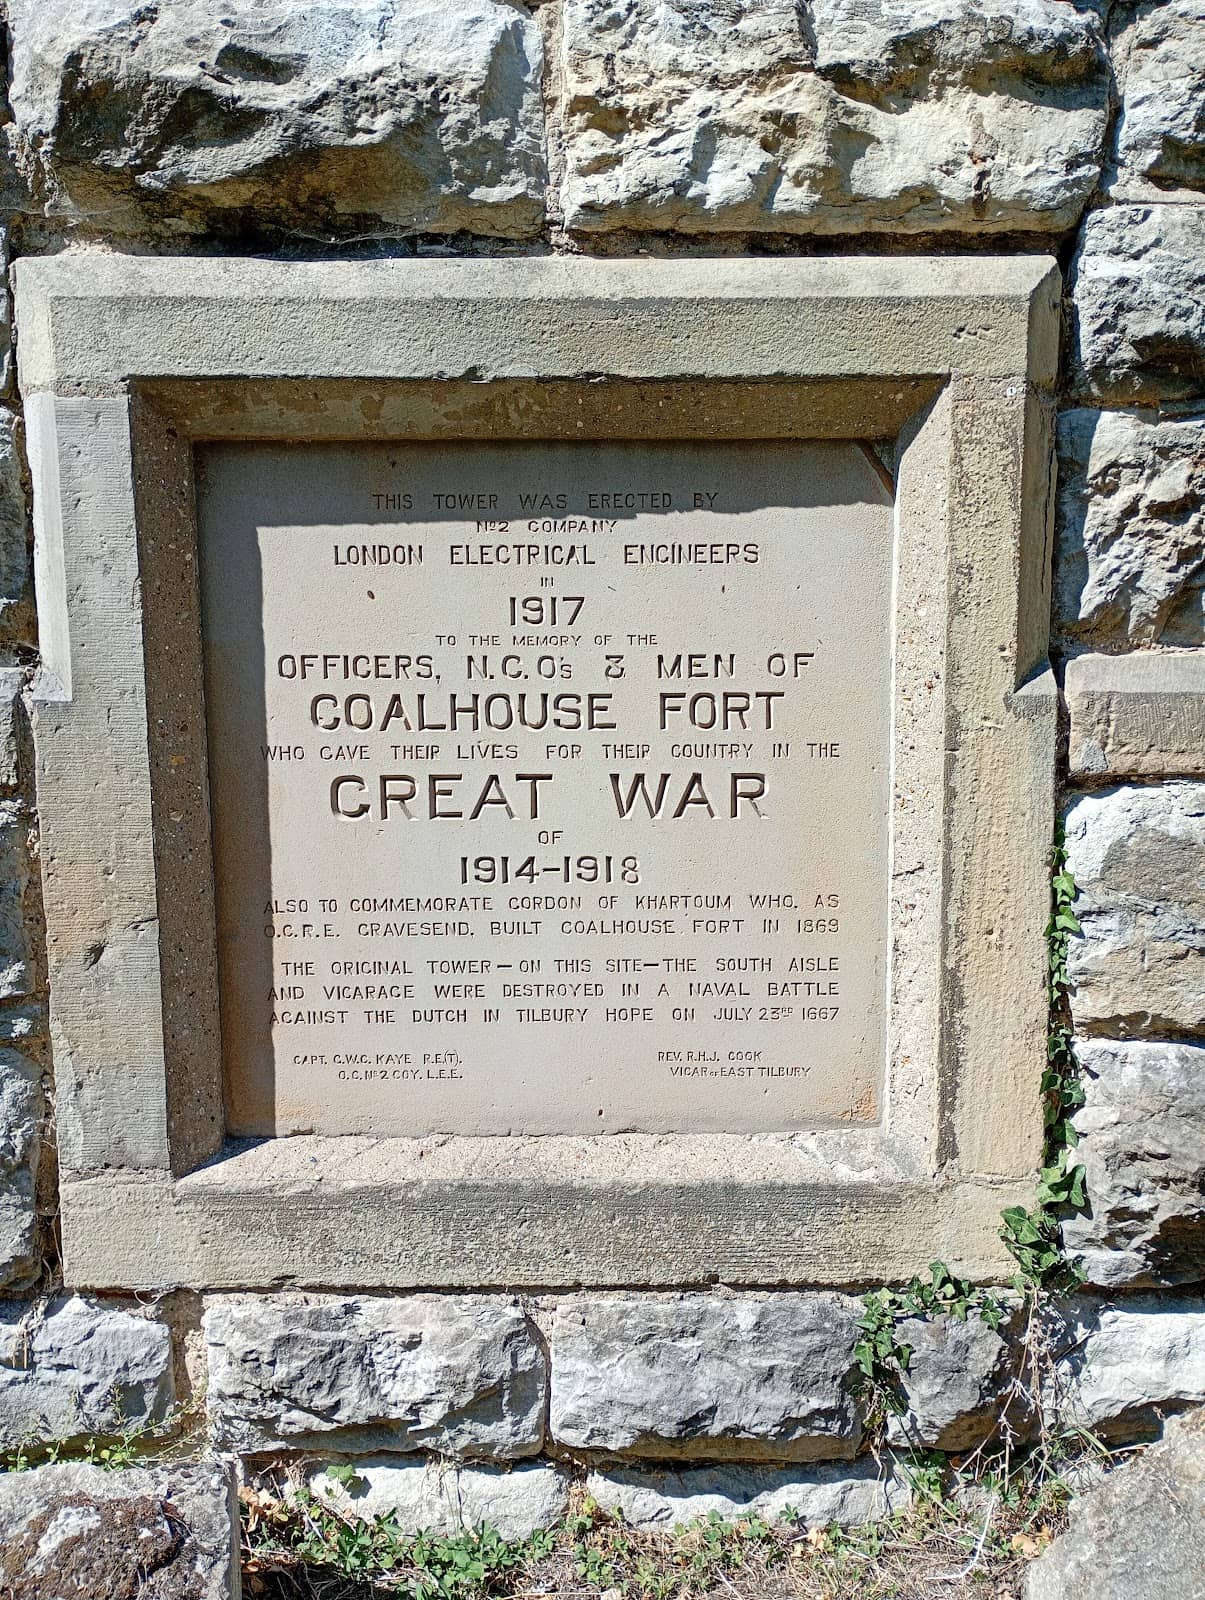 THIS TOWER WAS ERECTED BY
Nº2 COMPANY
LONDON ELECTRICAL ENGINEERS
IN
1917
TO THE MEMORY OF THE
OFFICERS, N.C.O's & MEN OF
COALHOUSE FORT
WHO GAVE THEIR LIVES FOR THEIR COUNTRY IN THE
GREAT WAR
OF
1914-1918
ALSO TO COMMEMORATE GORDON OF KHARTOUM WHO, AS
O.C.R.E. GRAVESEND, BUILT COALHOUSE FORT IN 1869
THE ORIGINAL TOWER — ON THIS SITE — THE SOUTH AISLE
AND VICARAGE WERE DESTROYED IN A NAVAL BATTLE
AGAINST THE DUTCH IN TILBURY HOPE ON JULY 23RD 1667
CAPT. G.W.C. KAYE R.E.(T).
O.C. Nº2 COY. L.E.E.
REV. R.H.J. COOK
VICAR OF EAST TILBURY